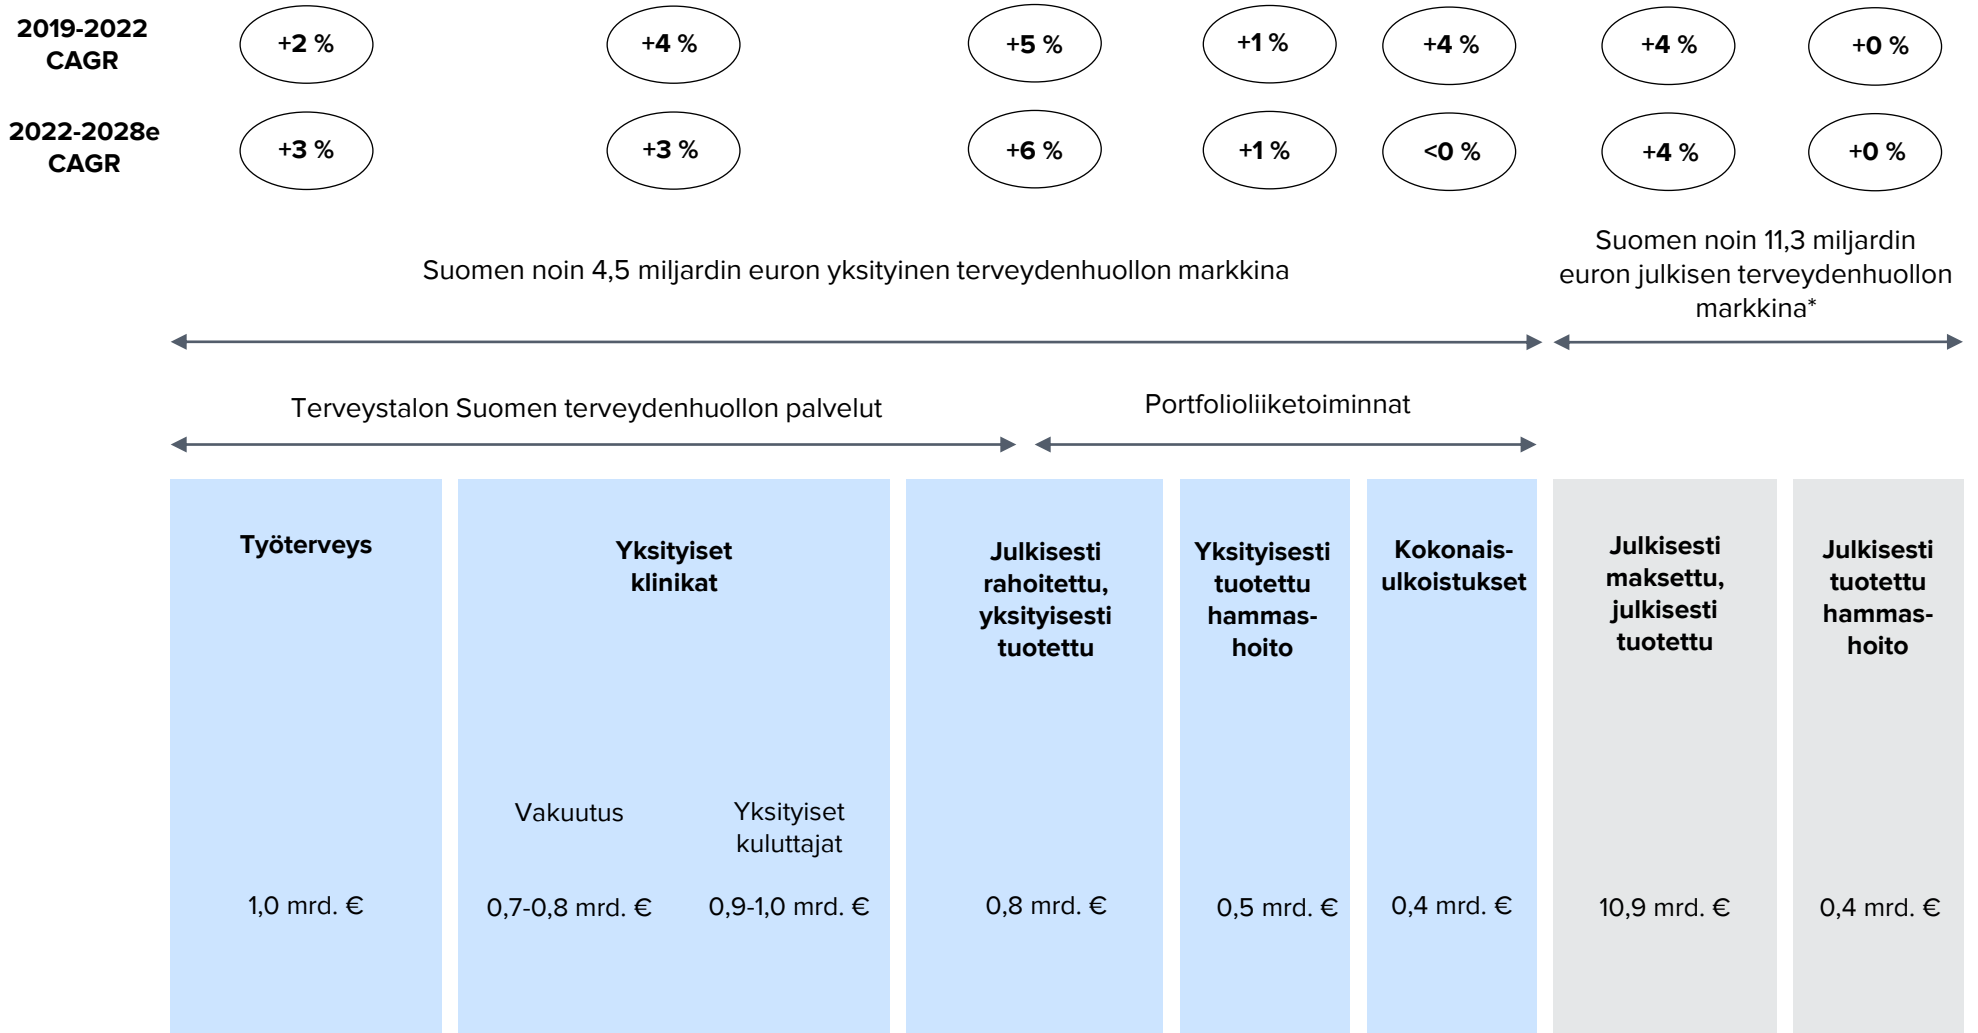 2019-2022
CAGR
+2 %
+4 %
+5 %
+1 %
+4 %
+4 %
+0 %
2022-2028e
CAGR
+3 %
+3 %
+6 %
+1 %
<0 %
+4 %
+0 %
Suomen noin 4,5 miljardin euron yksityinen terveydenhuollon markkina
Suomen noin 11,3 miljardin
euron julkisen terveydenhuollon
markkina*
Terveystalon Suomen terveydenhuollon palvelut
Portfolioliiketoiminnat
Työterveys
1,0 mrd. €
Yksityiset
klinikat
Vakuutus
0,7-0,8 mrd. €
Yksityiset
kuluttajat
0,9-1,0 mrd. €
Julkisesti
rahoitettu,
yksityisesti
tuotettu
0,8 mrd. €
Yksityisesti
tuotettu
hammas-
hoito
0,5 mrd. €
Kokonais-
ulkoistukset
0,4 mrd. €
Julkisesti
maksettu,
julkisesti
tuotettu
10,9 mrd. €
Julkisesti
tuotettu
hammas-
hoito
0,4 mrd. €